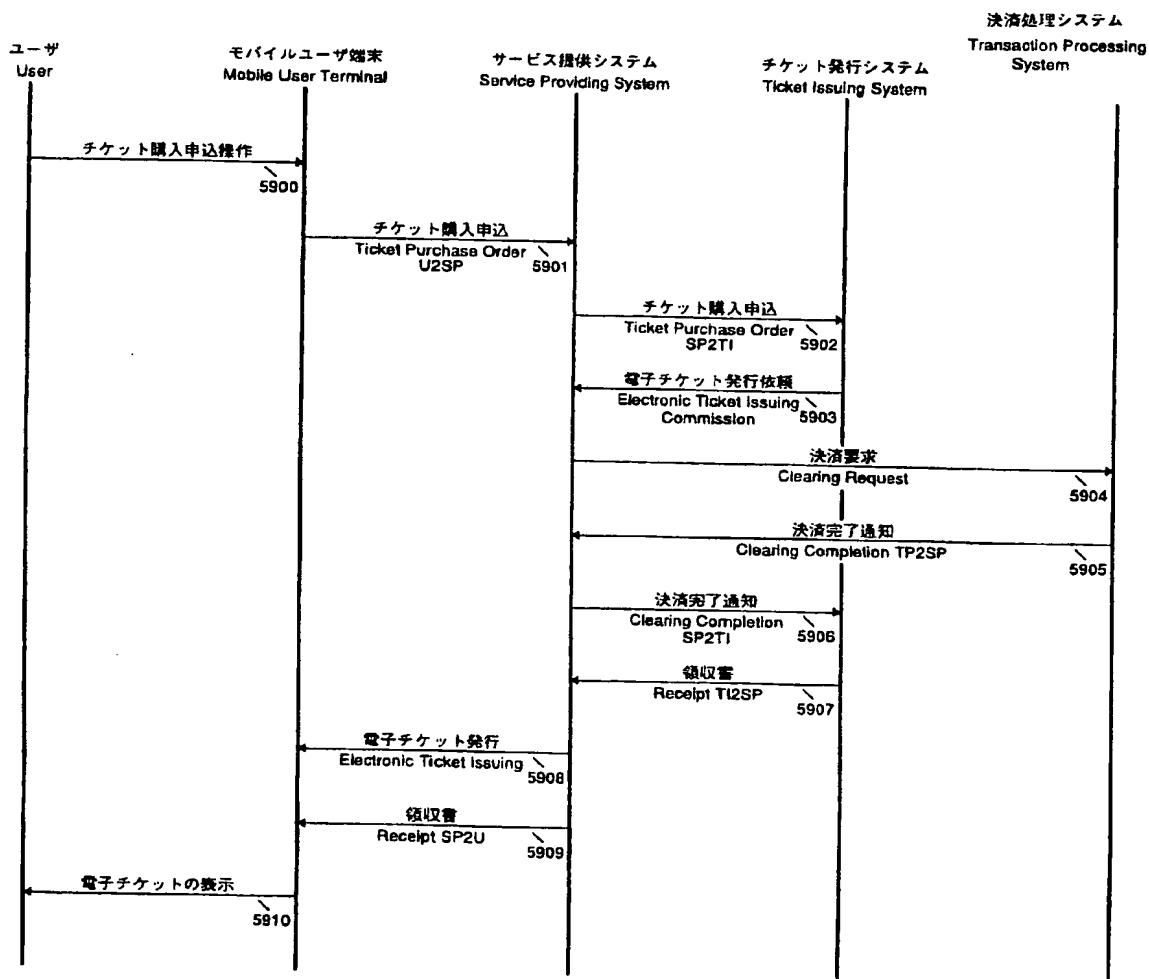 決済処理システム
Transaction Processing
System
ユーザ
User
モバイルユーザ端末
Mobile User Terminal
サービス提供システム
Service Providing System
チケット発行システム
Ticket Issuing System
チケット購入申込操作
5900
チケット購入申込
Ticket Purchase Order
U2SP
5901
チケット購入申込
Ticket Purchase Order
SP2TI
5902
電子チケット発行依頼
Electronic Ticket Issuing
Commission
5903
決済要求
Clearing Request
5904
決済完了通知
Clearing Completion TP2SP
5905
決済完了通知
Clearing Completion
SP2TI
5906
領収書
Receipt TI2SP
5907
電子チケット発行
Electronic Ticket Issuing
5908
領収書
Receipt SP2U
5909
電子チケットの表示
5910